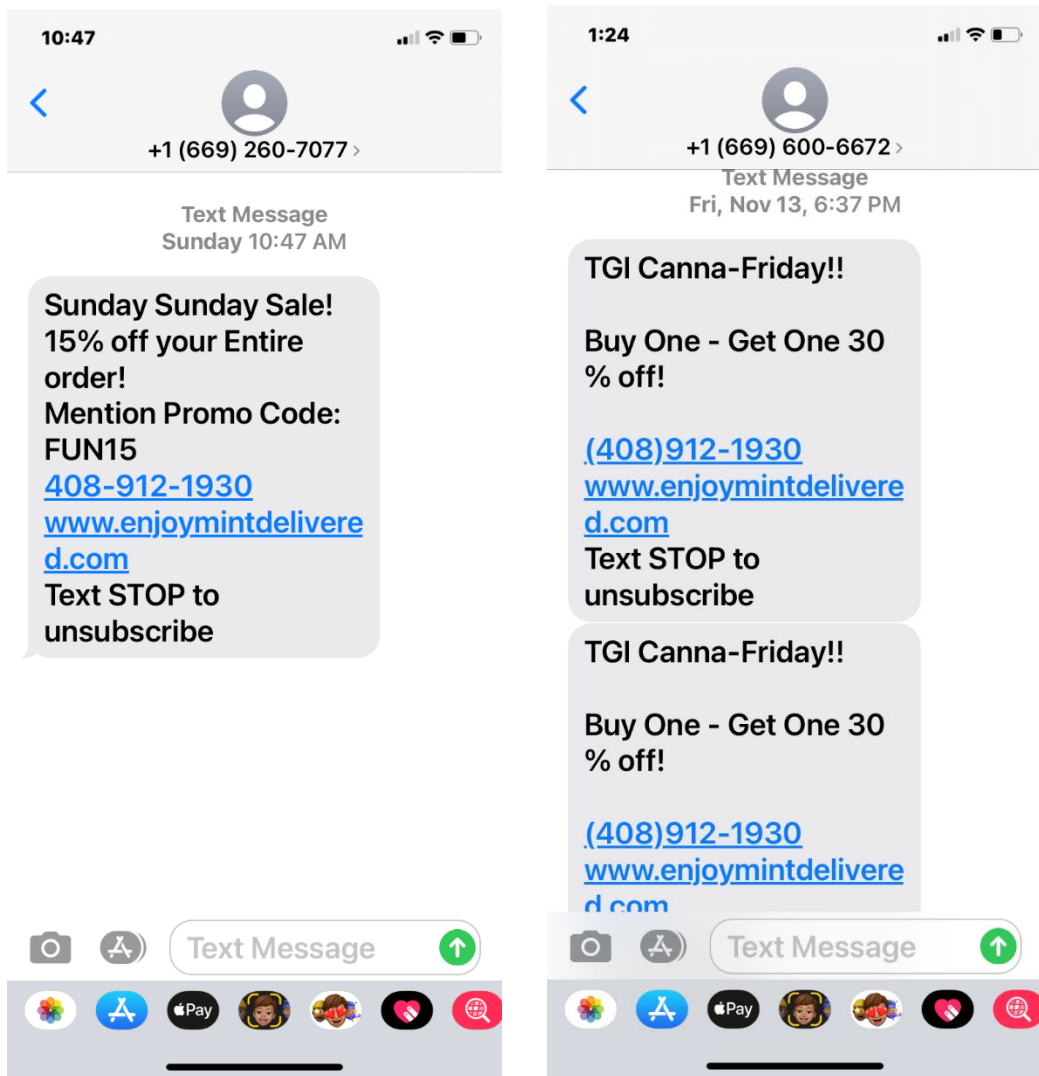 10:47
+1 (669) 260-7077
Text Message
Sunday 10:47 AM
Sunday Sunday Sale!
15% off your Entire
order!
Mention Promo Code:
FUN15
408-912-1930
www.enjoymintdelivere
d.com
Text STOP to
unsubscribe
Text Message
Pay
1:24
+1 (669) 600-6672
Text Message
Fri, Nov 13, 6:37 PM
TGI Canna-Friday!!
Buy One - Get One 30
% off!
(408)912-1930
www.enjoymintdelivere
d.com
Text STOP to
unsubscribe
TGI Canna-Friday!!
Buy One - Get One 30
% off!
(408)912-1930
www.enjoymintdelivere
d.com
Text Message
Pay